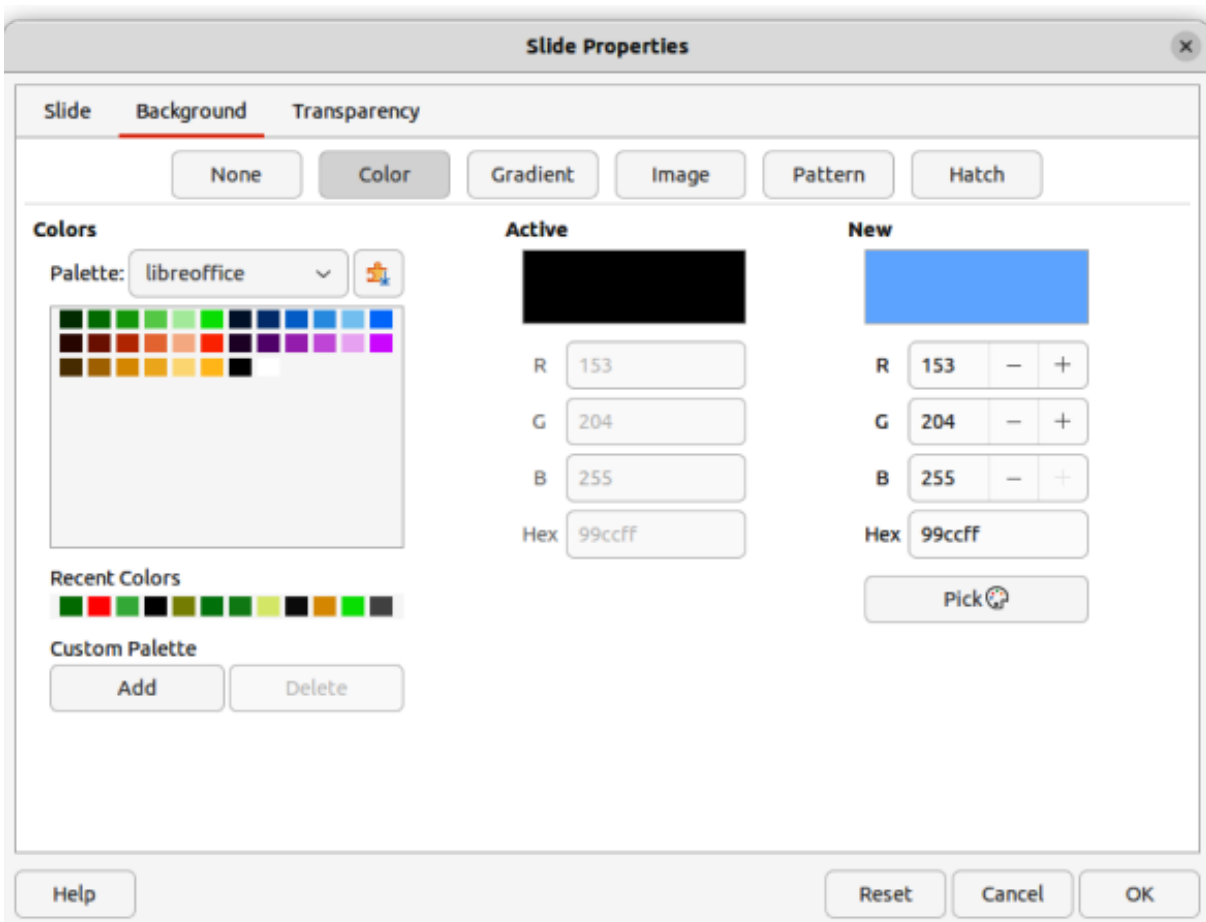 Slide Properties
Slide Background Transparency
None Color Gradient Image Pattern Hatch
Colors Active New
Palette: libreoffice
R 153 R 153
G 204 G 204
B 255 B 255
Hex 99ccff Hex 99ccff
Recent Colors
Pick
Custom Palette
Add Delete
Help Reset Cancel OK